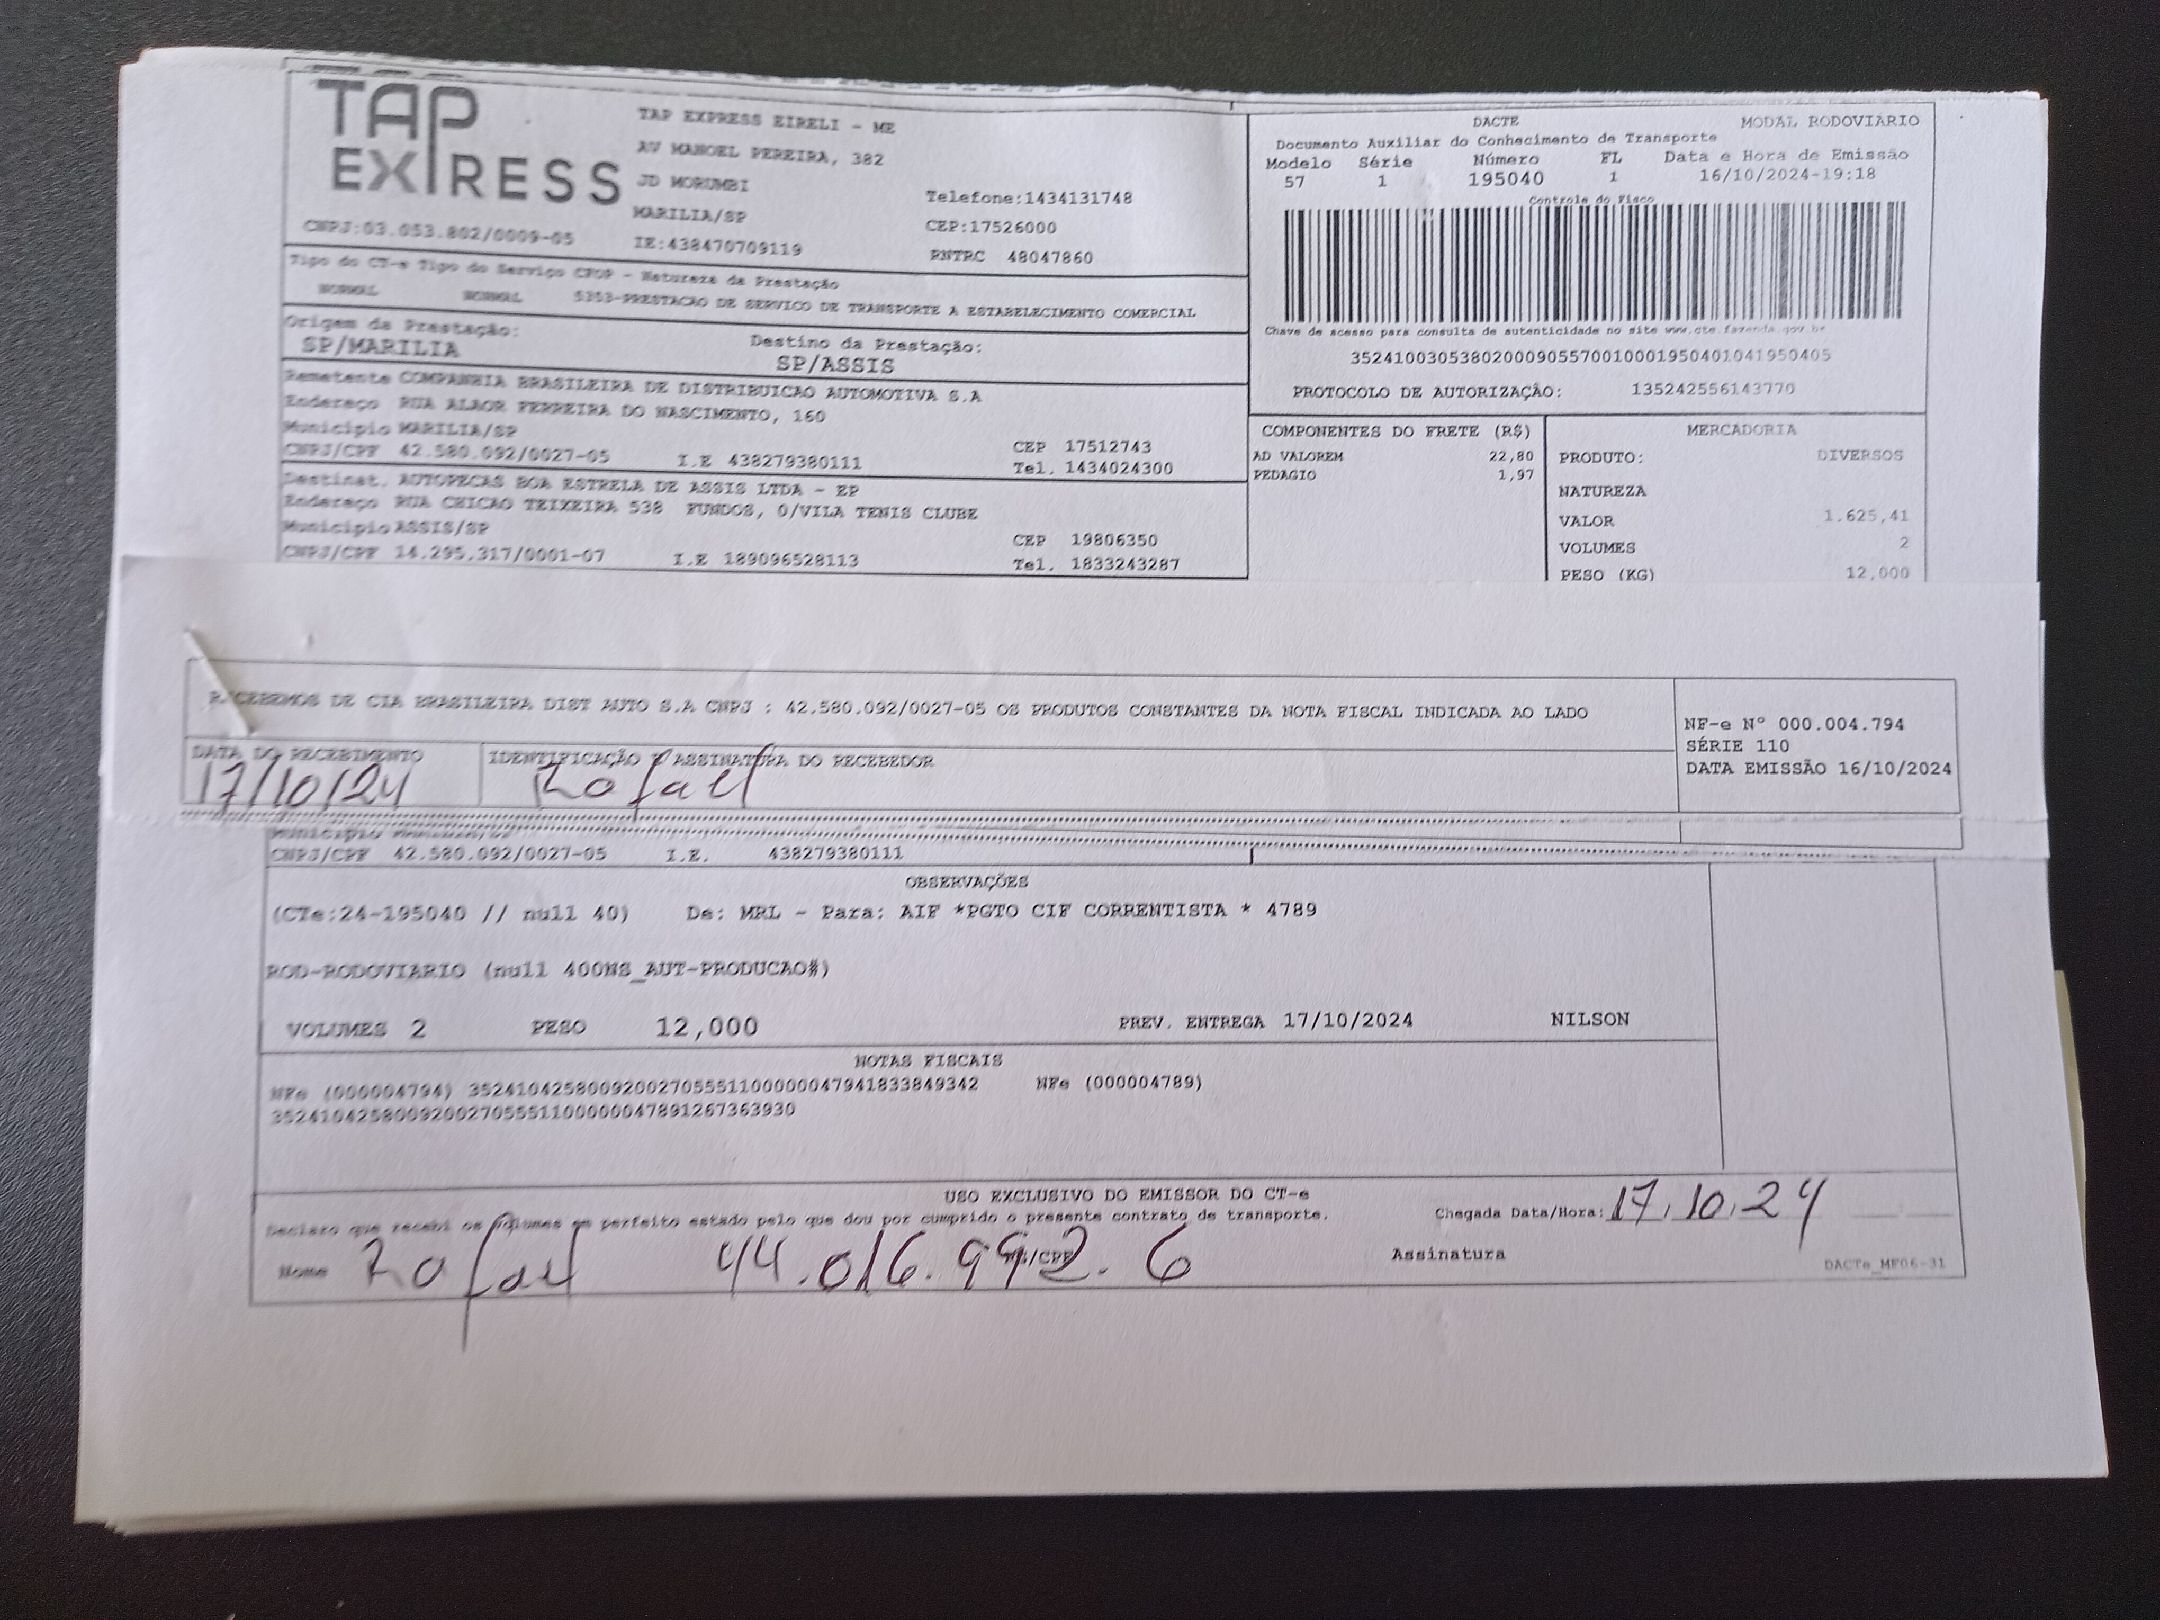 TAP EXPRESS
TAP EXPRESS EIRELI - ME
AV MANOEL PEREIRA, 382
JD MORUMBI
MARILIA/SP
IE:438470709119
Telefone:1434131748
CEP:17526000
RNTRC 48047860
CNPJ:03.053.802/0009-05
Tipo do CT-e Tipo do Serviço CFOP - Natureza da Prestação
NORMAL NORMAL 5353-PRESTACAO DE SERVICO DE TRANSPORTE A ESTABELECIMENTO COMERCIAL
Origem da Prestação: Destino da Prestação:
SP/MARILIA SP/ASSIS
Remetente COMPANHIA BRASILEIRA DE DISTRIBUICAO AUTOMOTIVA S.A
Endereço RUA ALAOR FERREIRA DO NASCIMENTO, 160
Municipio MARILIA/SP CEP 17512743
CNPJ/CPF 42.580.092/0027-05 I.E 438279380111 Tel. 1434024300
Destinat. AUTOPECAS BOA ESTRELA DE ASSIS LTDA - EP
Endereço RUA CHICAO TEIXEIRA 538 FUNDOS, 0/VILA TENIS CLUBE
Municipio ASSIS/SP CEP 19806350
CNPJ/CPF 14.295.317/0001-07 I.E 189096528113 Tel. 1833243287
DACTE MODAL RODOVIÁRIO
Documento Auxiliar do Conhecimento de Transporte
Modelo Série Número FL Data e Hora de Emissão
57 1 195040 1 16/10/2024-19:18
Controle do Fisco
Chave de acesso para consulta de autenticidade no site www.cte.fazenda.gov.br
35241003053802000905570010001950401041950405
PROTOCOLO DE AUTORIZAÇÃO: 135242556143770
COMPONENTES DO FRETE (R$)
AD VALOREM 22,80
PEDAGIO 1,97
MERCADORIA
PRODUTO: DIVERSOS
NATUREZA
VALOR 1.625,41
VOLUMES 2
PESO (KG) 12,000
RECEBEMOS DE CIA BRASILEIRA DIST AUTO S.A CNPJ : 42.580.092/0027-05 OS PRODUTOS CONSTANTES DA NOTA FISCAL INDICADA AO LADO
NF-e Nº 000.004.794
SÉRIE 110
DATA EMISSÃO 16/10/2024
DATA DO RECEBIMENTO IDENTIFICAÇÃO E ASSINATURA DO RECEBEDOR
17/10/24 Rafael
Municipio
CNPJ/CPF 42.580.092/0027-05 I.E. 438279380111
OBSERVAÇÕES
(CTe:24-195040 // null 40) De: MRL - Para: AIF *PGTO CIF CORRENTISTA * 4789
ROD-RODOVIARIO (null 400NS_AUT-PRODUCAO#)
VOLUMES 2 PESO 12,000 PREV. ENTREGA 17/10/2024 NILSON
NOTAS FISCAIS
NFe (000004794) 35241042580092002705551100000047941833849342 NFe (000004789)
35241042580092002705551100000047891267363930
USO EXCLUSIVO DO EMISSOR DO CT-e
Declaro que recebi os volumes em perfeito estado pelo que dou por cumprido o presente contrato de transporte. Chegada Data/Hora: 17.10.24
Nome Rafael 44.016.992.6 RG/CPF Assinatura
DACTe_MF06-31